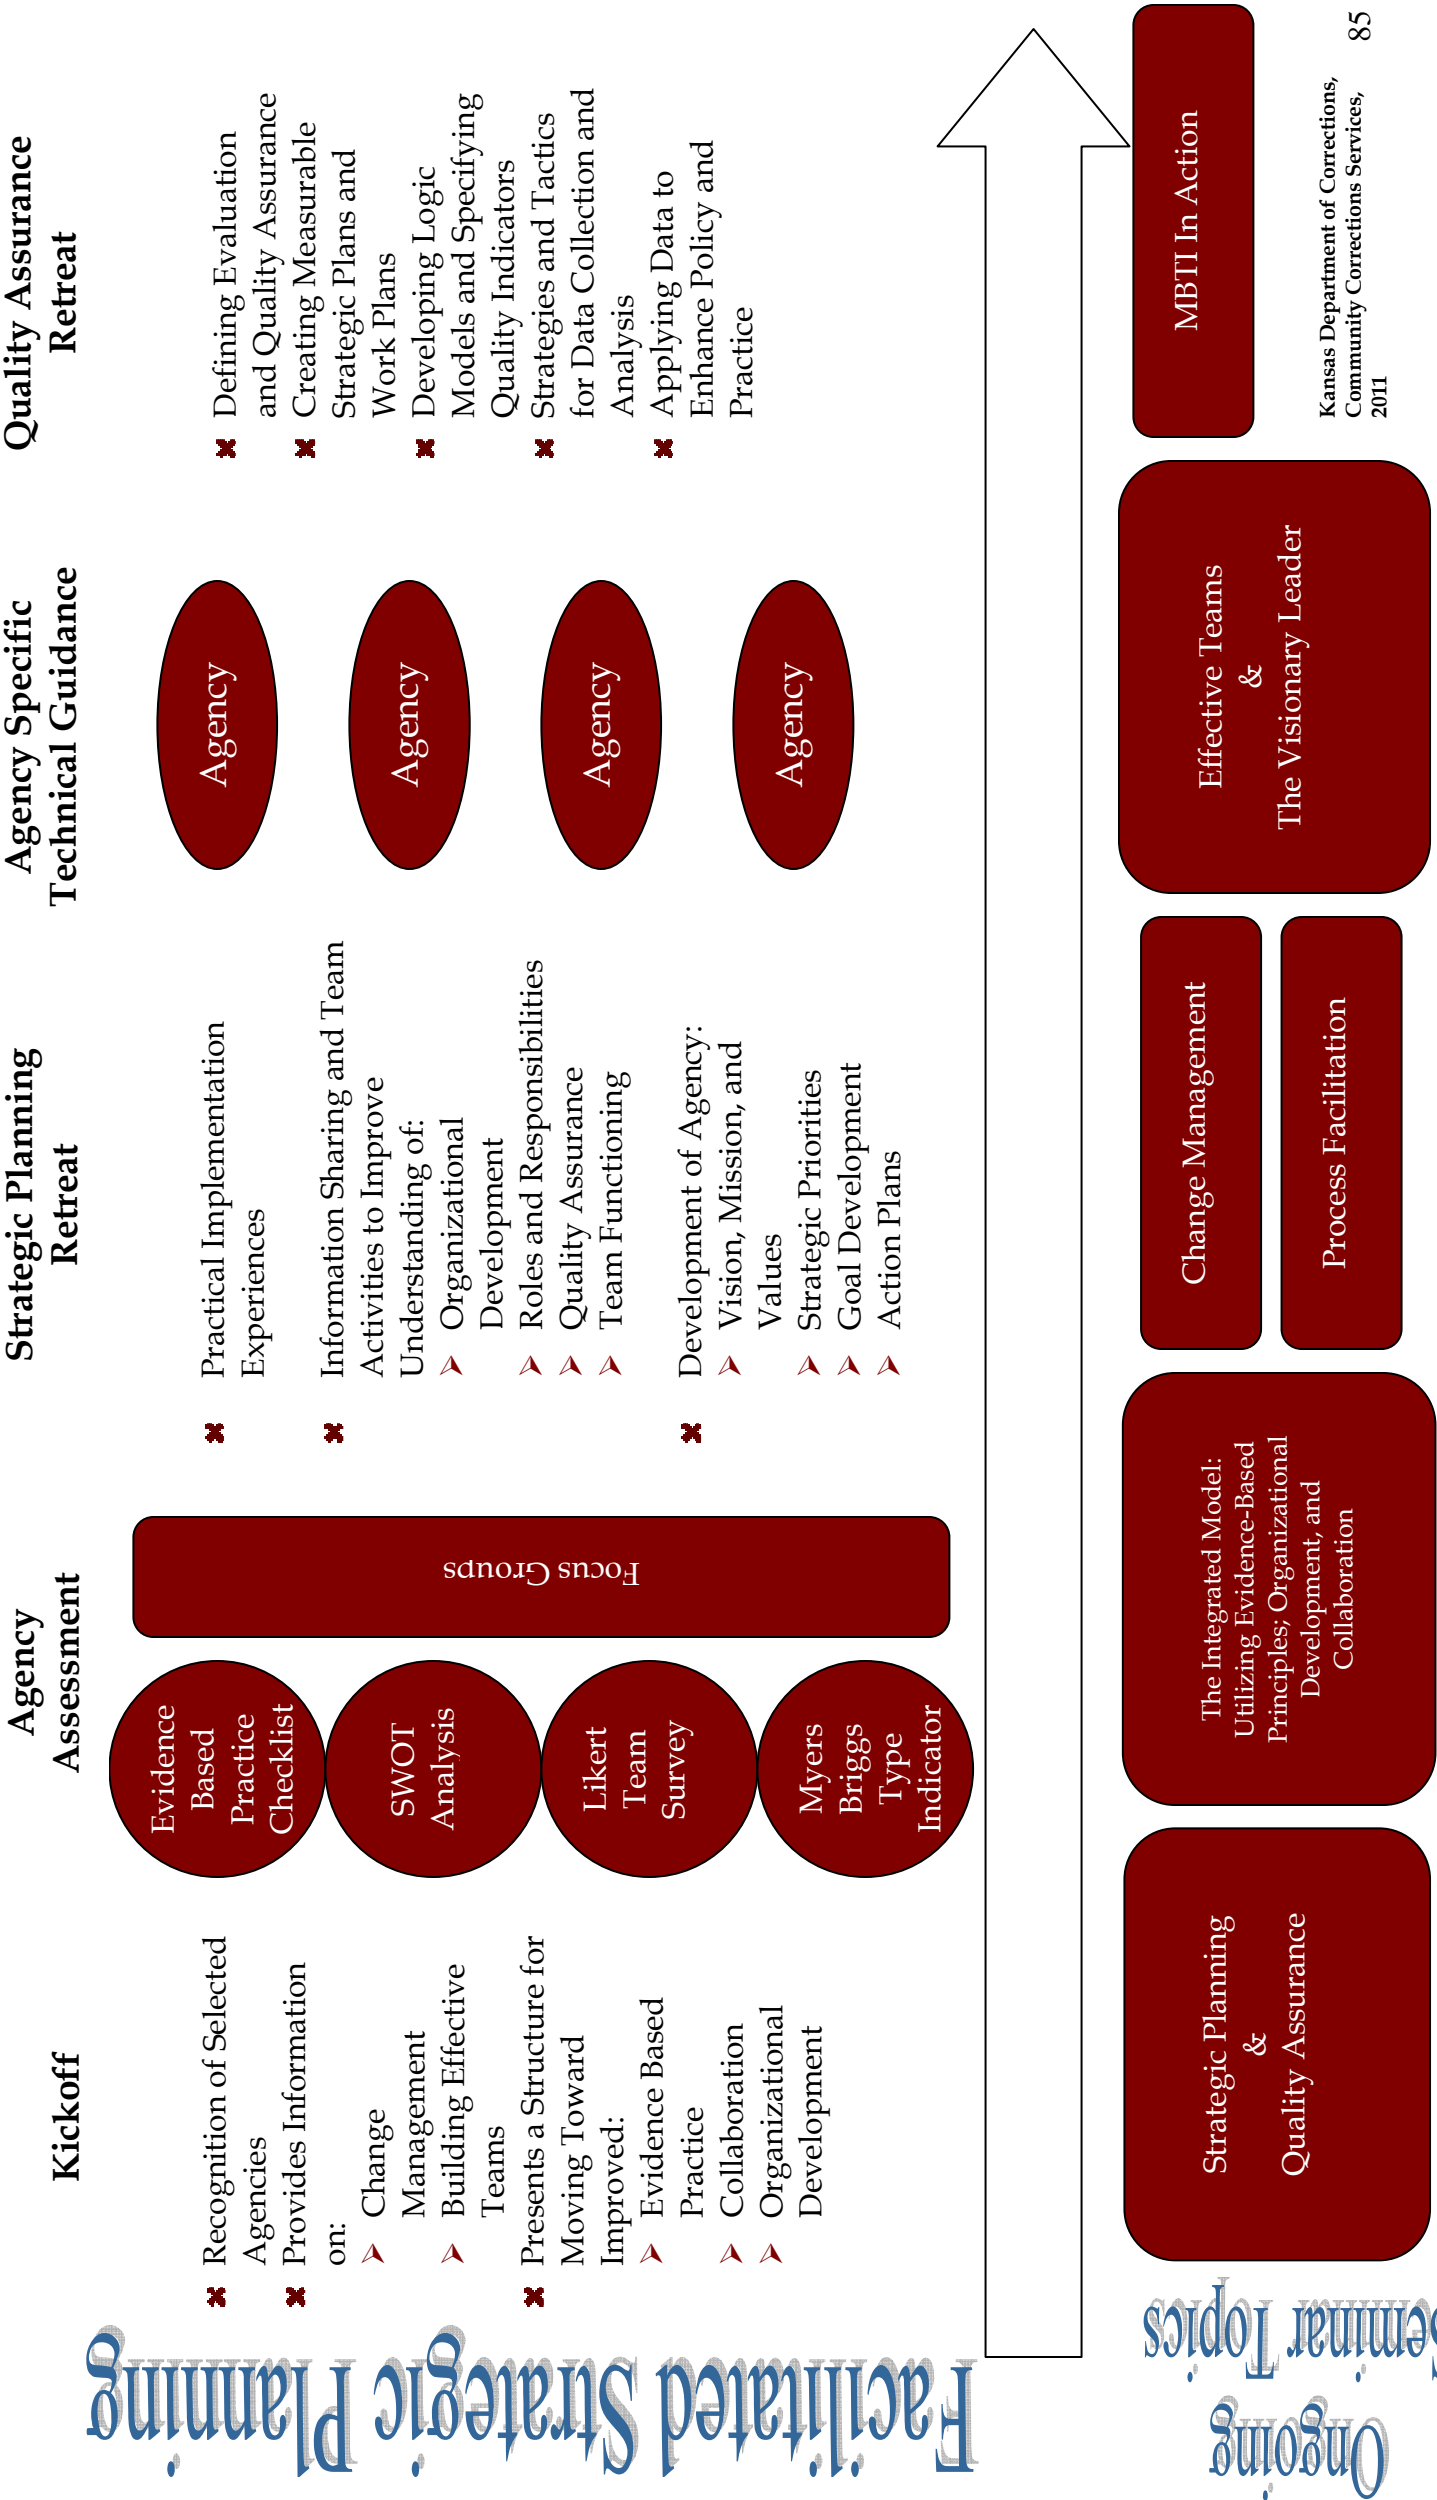 Facilitated Strategic Planning
Kickoff
Recognition of Selected
Agencies
Provides Information
on:
Change
Management
Building Effective
Teams
Presents a Structure for
Moving Toward
Improved:
Evidence Based
Practice
Collaboration
Organizational
Development
Agency
Assessment
Evidence
Based
Practice
Checklist
SWOT
Analysis
Likert
Team
Survey
Myers
Briggs
Type
Indicator
Focus Groups
Strategic Planning
Retreat
Practical Implementation
Experiences
Information Sharing and Team
Activities to Improve
Understanding of:
Organizational
Development
Roles and Responsibilities
Quality Assurance
Team Functioning
Development of Agency:
Vision, Mission, and
Values
Strategic Priorities
Goal Development
Action Plans
Agency Specific
Technical Guidance
Agency
Agency
Agency
Agency
Quality Assurance
Retreat
Defining Evaluation
and Quality Assurance
Creating Measurable
Strategic Plans and
Work Plans
Developing Logic
Models and Specifying
Quality Indicators
Strategies and Tactics
for Data Collection and
Analysis
Applying Data to
Enhance Policy and
Practice
Ongoing
Seminar Topics
Strategic Planning
&
Quality Assurance
The Integrated Model:
Utilizing Evidence-Based
Principles; Organizational
Development, and
Collaboration
Change Management
Process Facilitation
Effective Teams
&
The Visionary Leader
MBTI In Action
Kansas Department of Corrections,
Community Corrections Services,
2011
85